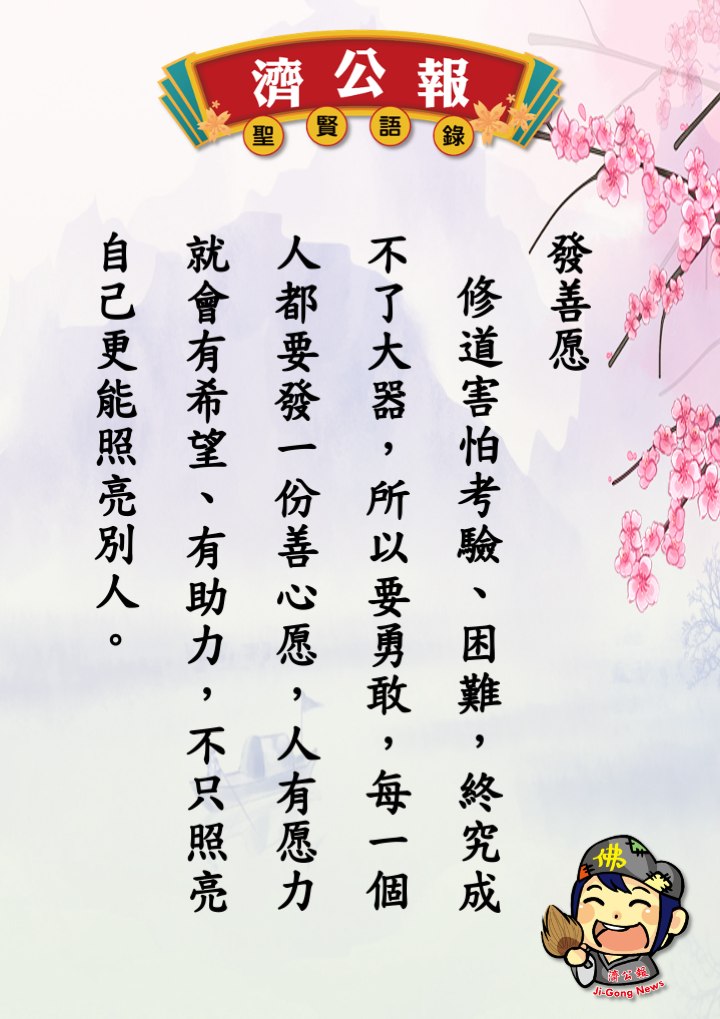 濟公報
聖賢語錄
發善愿
修道害怕考驗、困難，終究成
不了大器，所以要勇敢，每一個
人都要發一份善心愿，人有愿力
就會有希望、有助力，不只照亮
自己更能照亮別人。
佛
濟公報
Ji-Gong News